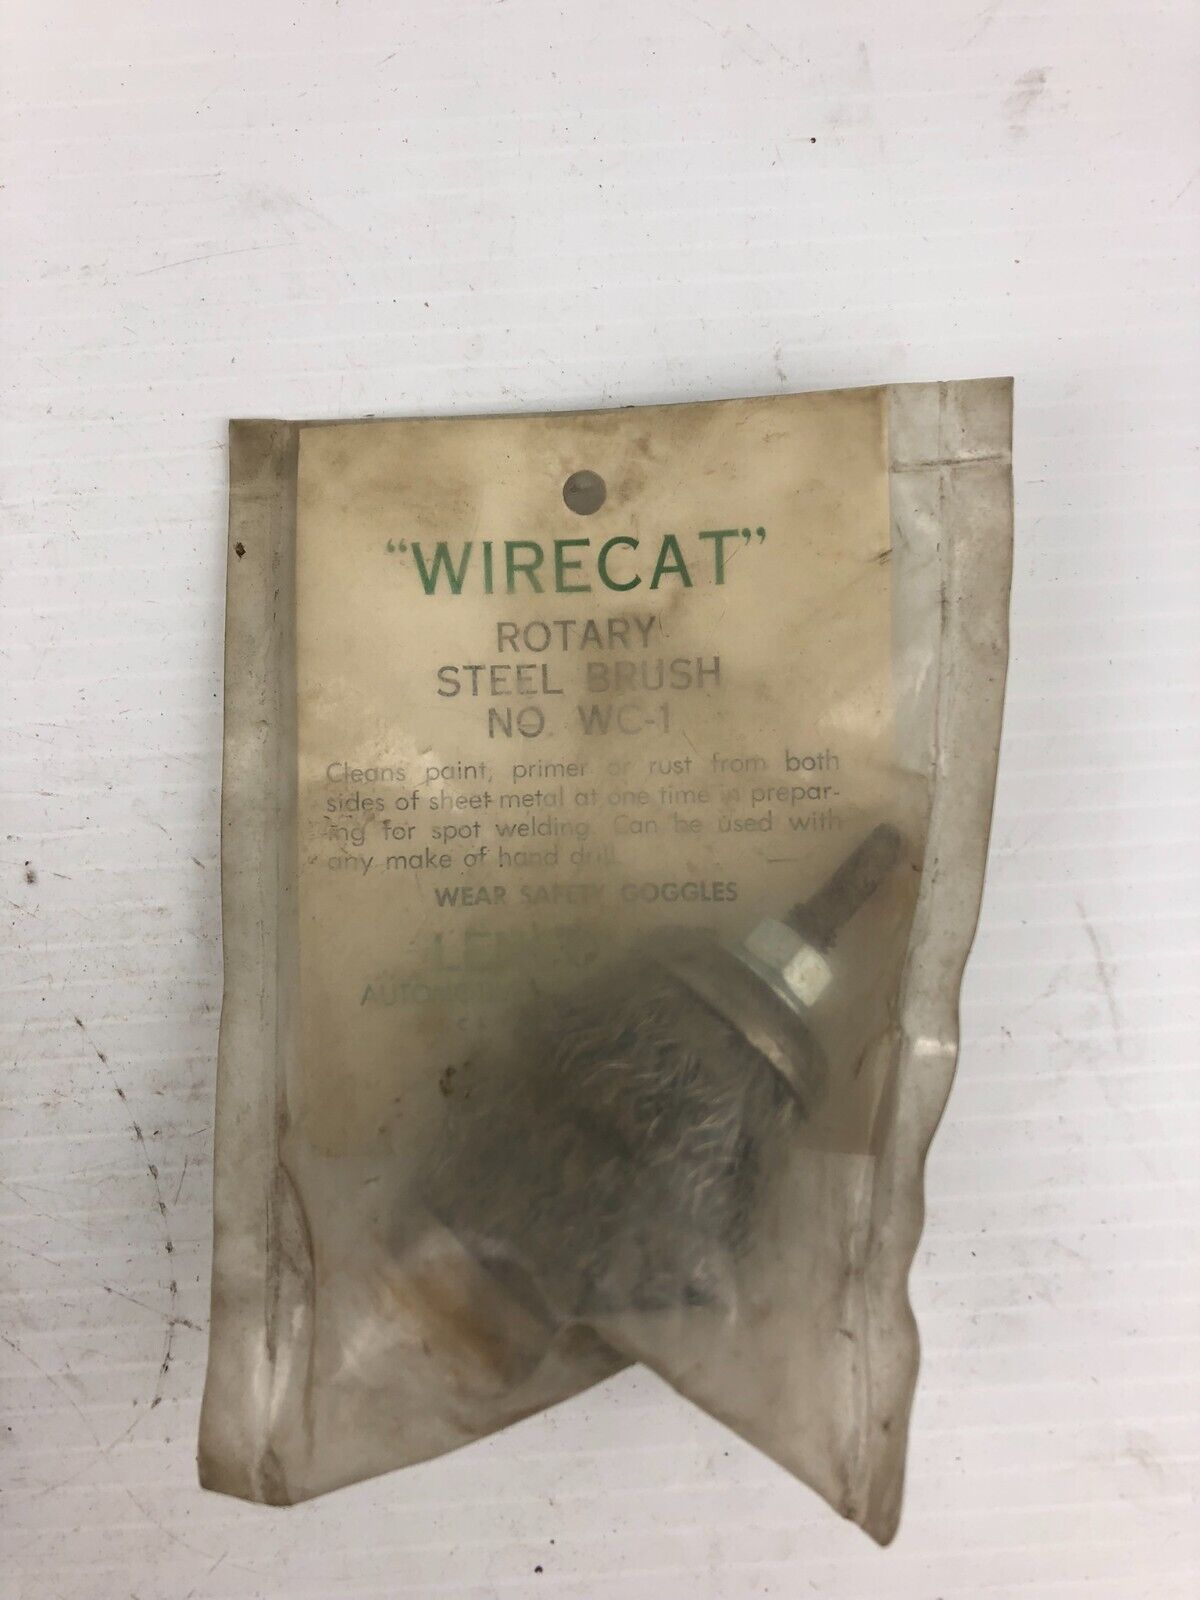 “WIRECAT”
ROTARY
STEEL BRUSH
NO. WC-1
Cleans paint, primer or rust from both
sides of sheet metal at one time in prepar-
ing for spot welding. Can be used with
any make of hand drill.
WEAR SAFETY GOGGLES